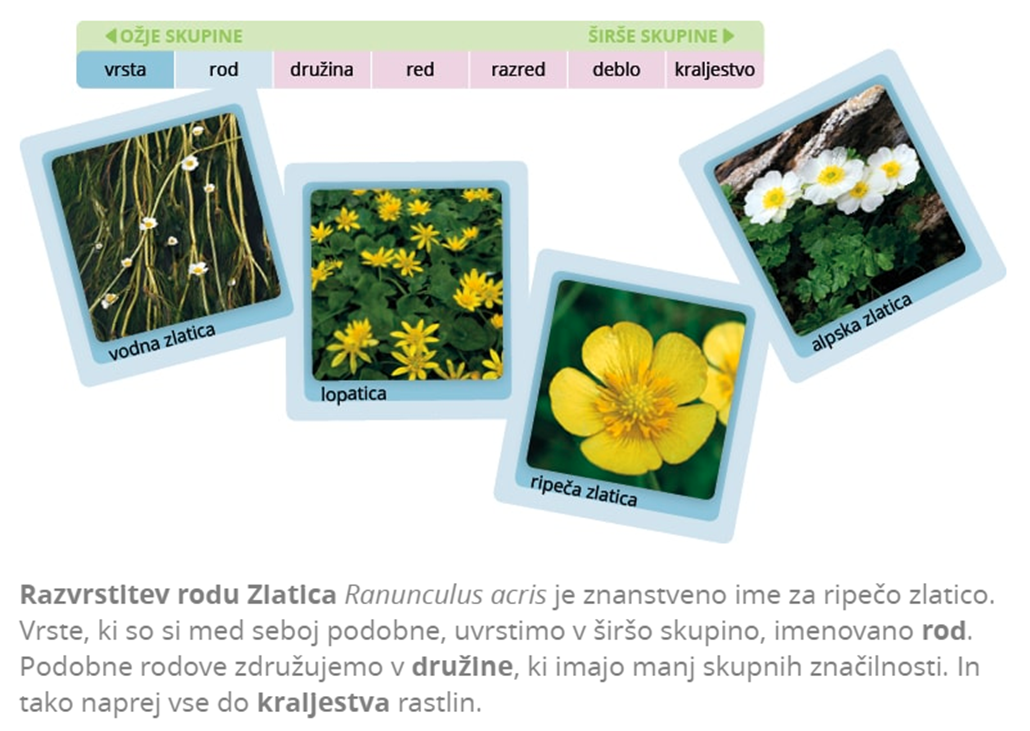 ◀OŽJE SKUPINE ŠIRŠE SKUPINE▶
vrsta rod družina red razred deblo kraljestvo
vodna zlatica
lopatica
ripeča zlatica
alpska zlatica
Razvrstitev rodu Zlatica Ranunculus acris je znanstveno ime za ripečo zlatico.
Vrste, ki so si med seboj podobne, uvrstimo v širšo skupino, imenovano rod.
Podobne rodove združujemo v družine, ki imajo manj skupnih značilnosti. In
tako naprej vse do kraljestva rastlin.